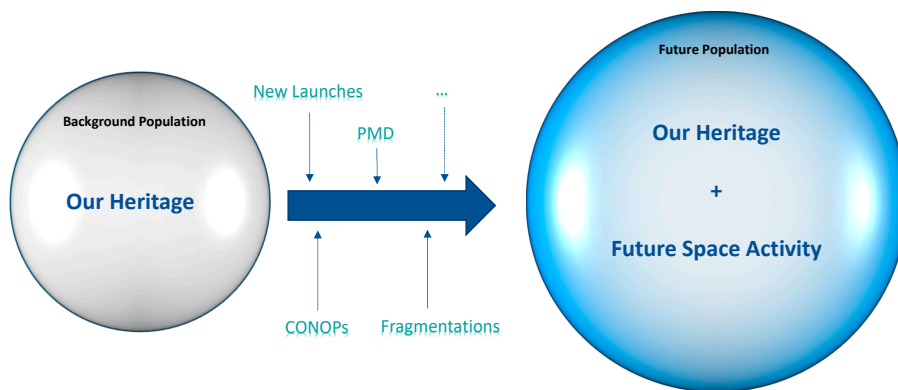 Background Population
Our Heritage
New Launches
...
PMD
CONOPs
Fragmentations
Future Population
Our Heritage
+
Future Space Activity